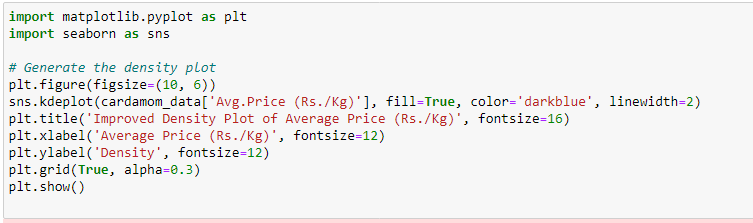 import matplotlib.pyplot as plt
import seaborn as sns
# Generate the density plot
plt.figure(figsize=(10, 6))
sns.kdeplot(cardamom_data['Avg.Price (Rs./Kg)'], fill=True, color='darkblue', linewidth=2)
plt.title('Improved Density Plot of Average Price (Rs./Kg)', fontsize=16)
plt.xlabel('Average Price (Rs./Kg)', fontsize=12)
plt.ylabel('Density', fontsize=12)
plt.grid(True, alpha=0.3)
plt.show()